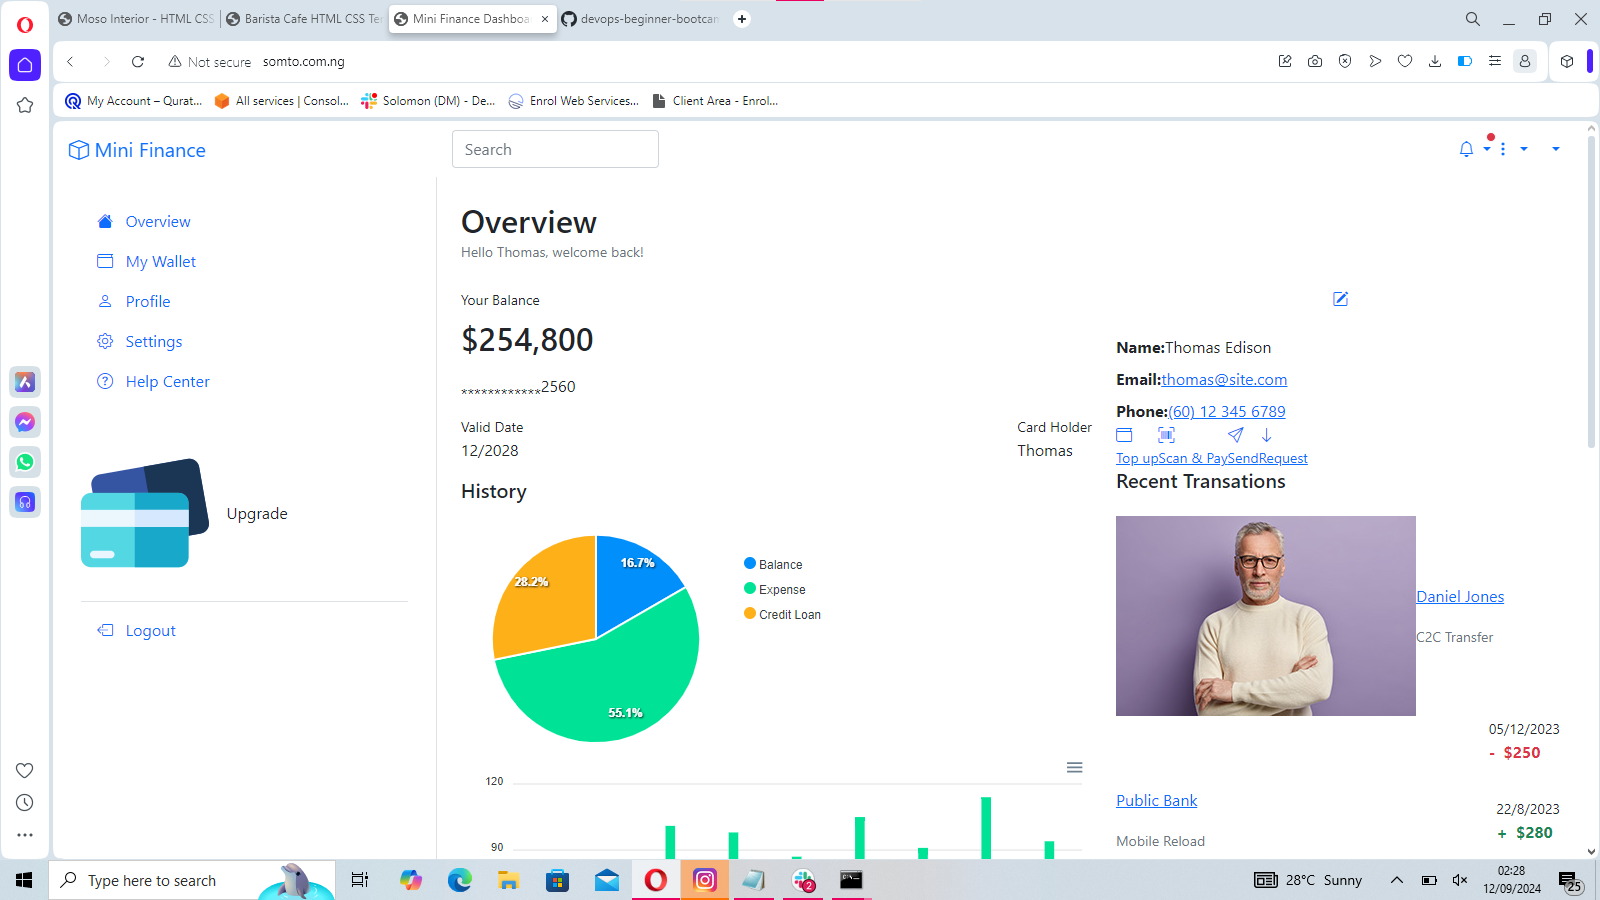 Moso Interior - HTML CSS
Barista Cafe HTML CSS Te
Mini Finance Dashboa
devops-beginner-bootcam
Not secure somto.com.ng
My Account – Qurat...
All services | Consol...
Solomon (DM) - De...
Enrol Web Services...
Client Area - Enrol...
Mini Finance
Search
Overview
My Wallet
Profile
Settings
Help Center
Upgrade
Logout
Overview
Hello Thomas, welcome back!
Your Balance
$254,800
************2560
Valid Date
12/2028
Card Holder
Thomas
Name:Thomas Edison
Email:thomas@site.com
Phone:(60) 12 345 6789
Top upScan & PaySendRequest
History
16.7%
28.2%
55.1%
Balance
Expense
Credit Loan
120
90
Recent Transations
Daniel Jones
C2C Transfer
05/12/2023
- $250
Public Bank
Mobile Reload
22/8/2023
+ $280
Type here to search
2
28°C Sunny
02:28
12/09/2024
25